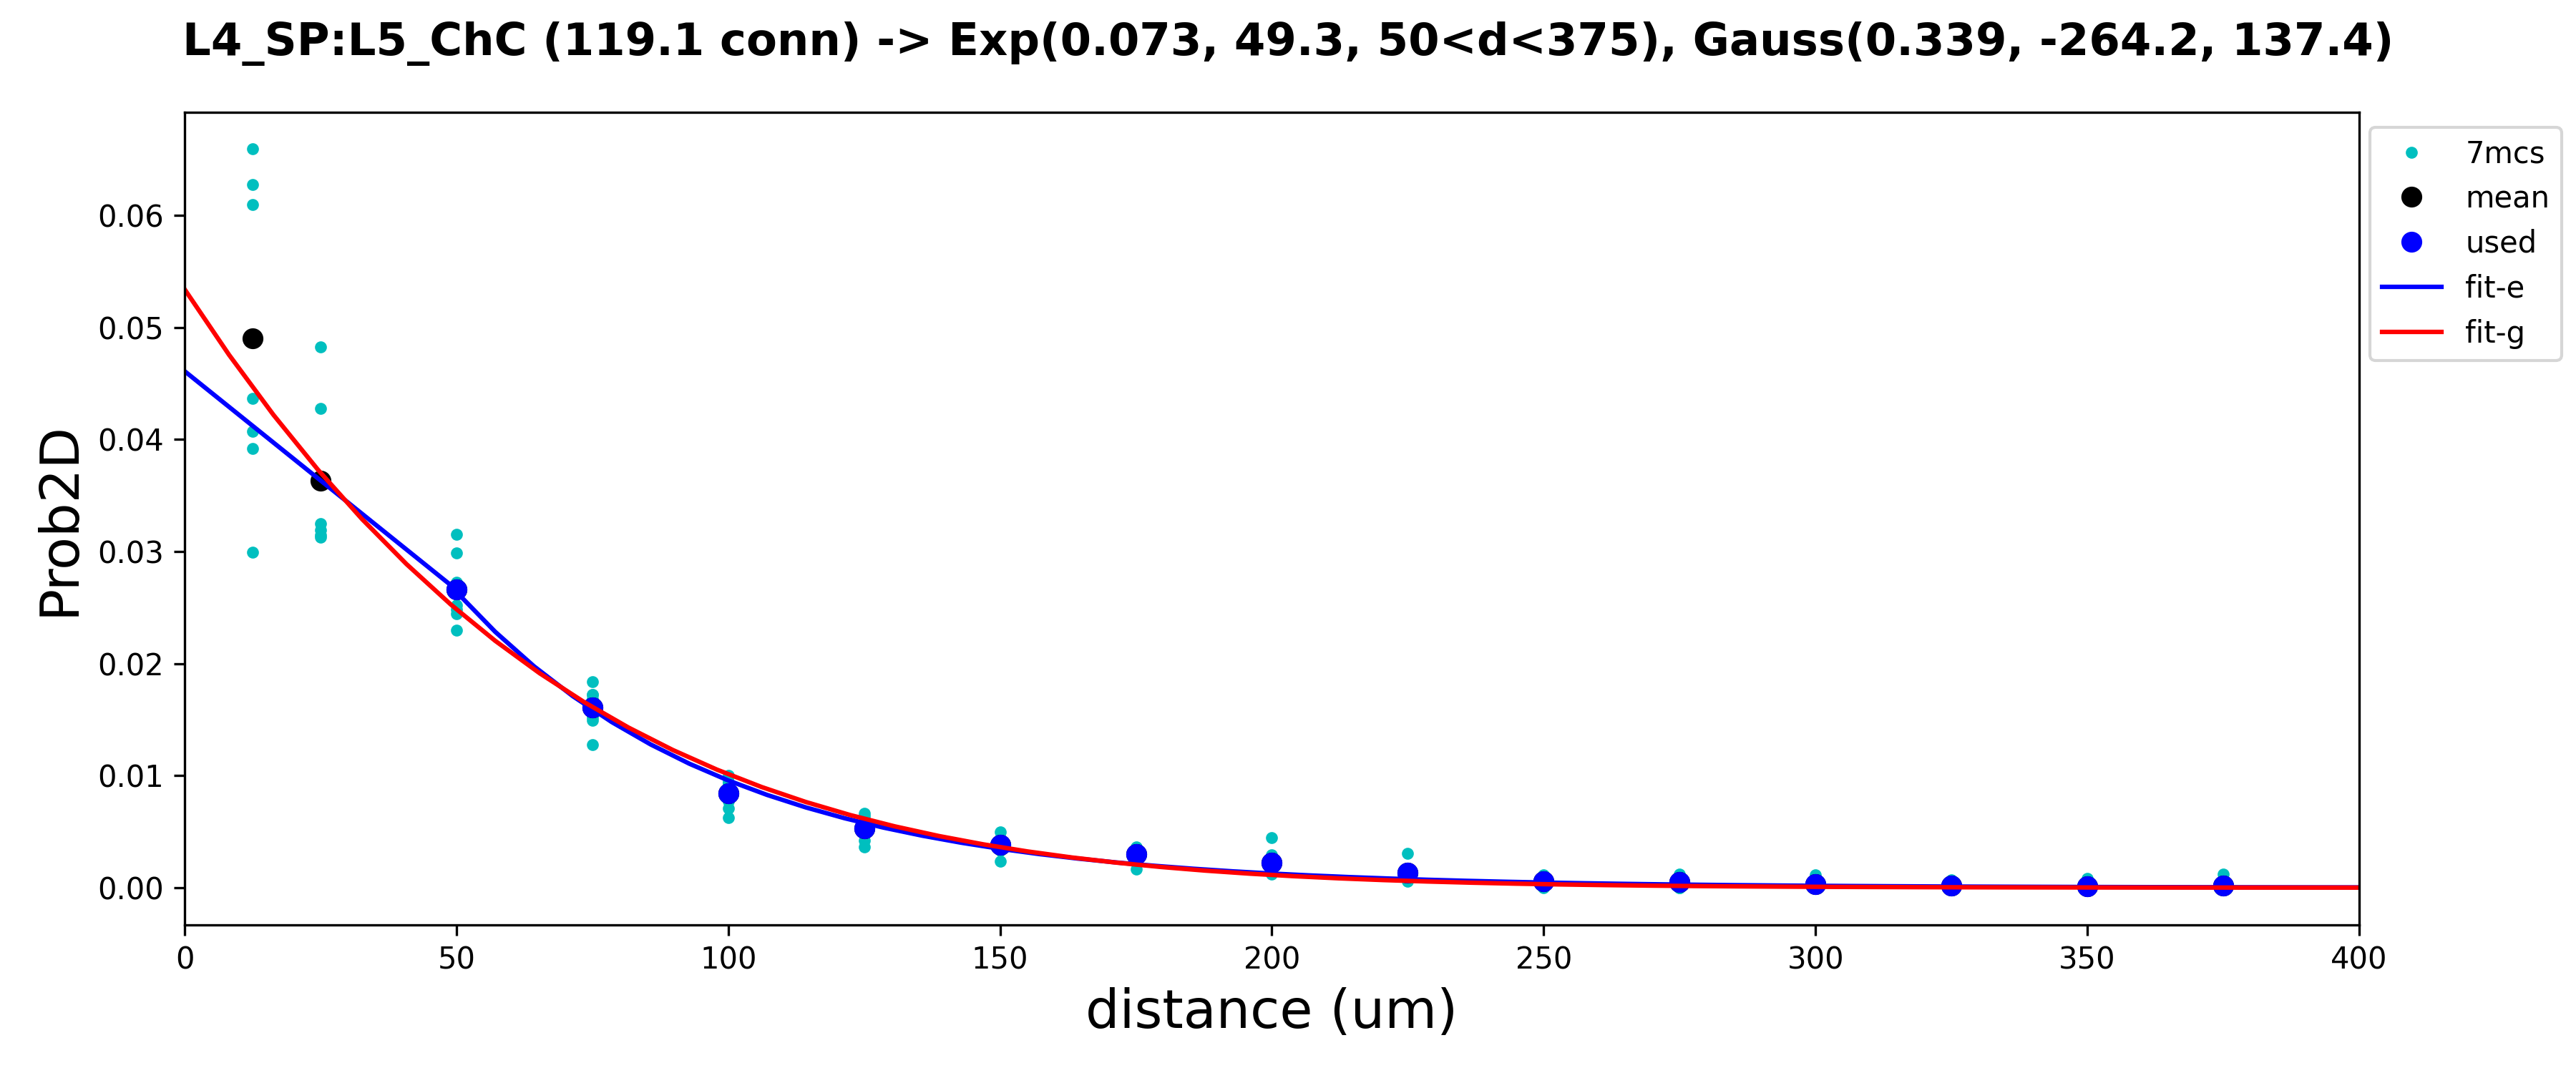 L4_SP:L5_ChC (119.1 conn) -> Exp(0.073, 49.3, 50<d<375), Gauss(0.339, -264.2, 137.4)
7mcs
mean
used
fit-e
fit-g
Prob2D
0.06
0.05
0.04
0.03
0.02
0.01
0.00
0 50 100 150 200 250 300 350 400
distance (um)